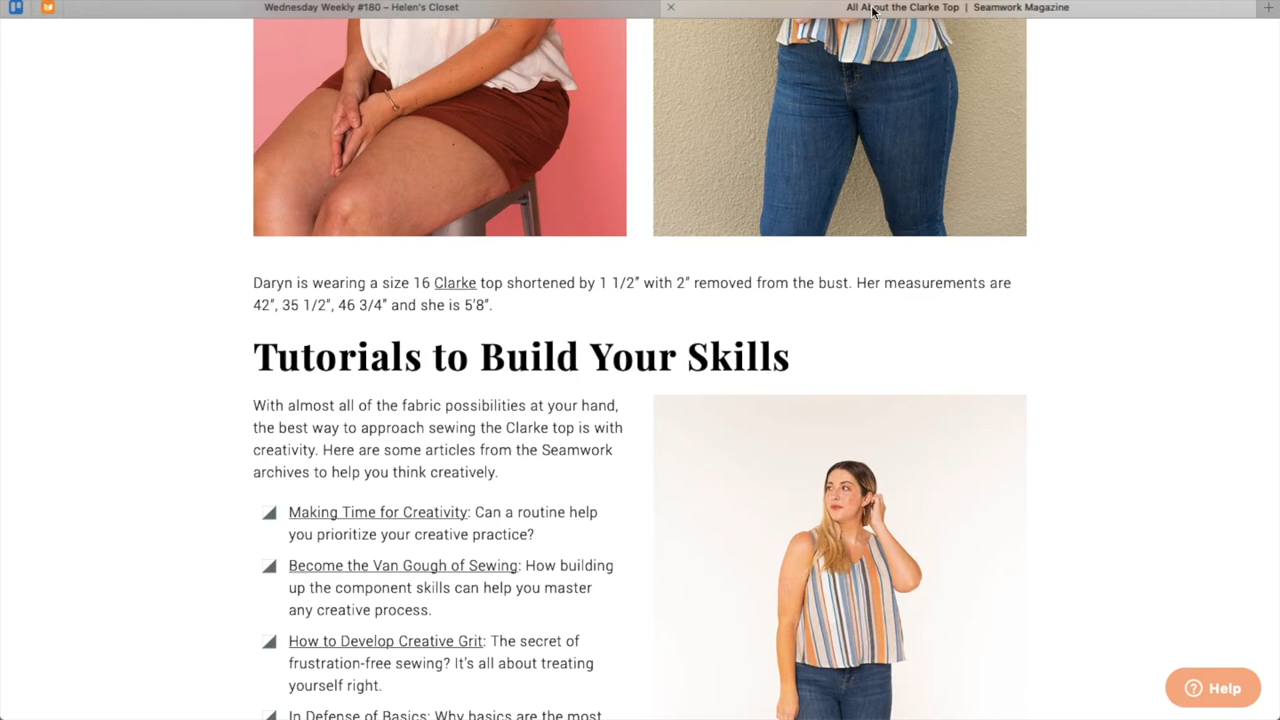 Wednesday Weekly #180 – Helen's Closet
All About the Clarke Top | Seamwork Magazine
Daryn is wearing a size 16 Clarke top shortened by 1 1/2” with 2” removed from the bust. Her measurements are
42”, 35 1/2”, 46 3/4” and she is 5’8”.
Tutorials to Build Your Skills
With almost all of the fabric possibilities at your hand,
the best way to approach sewing the Clarke top is with
creativity. Here are some articles from the Seamwork
archives to help you think creatively.
Making Time for Creativity: Can a routine help
you prioritize your creative practice?
Become the Van Gough of Sewing: How building
up the component skills can help you master
any creative process.
How to Develop Creative Grit: The secret of
frustration-free sewing? It’s all about treating
yourself right.
In Defense of Basics: Why basics are the most
Help